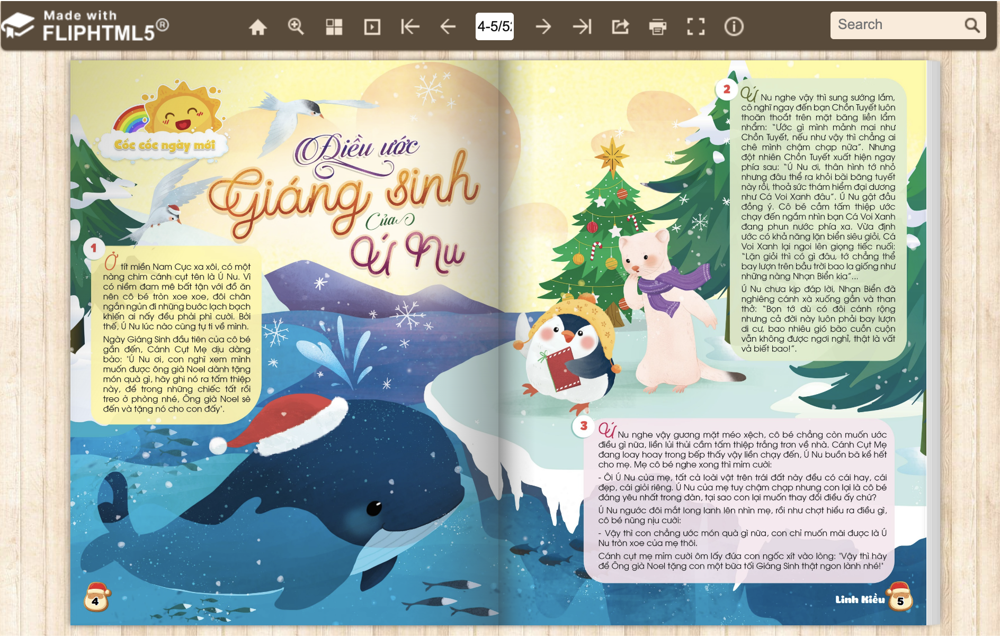 Made with
FLIPHTML5®
4-5/52
Search
Cốc cốc ngày mới
Điều ước
Giáng sinh
Của
Ú Nu
1
Ở tít miền Nam Cực xa xôi, có một
nàng chim cánh cụt tên là Ú Nu. Vì
có niềm đam mê bất tận với đồ ăn
nên cô bé tròn xoe xoe, đôi chân
ngắn ngủn đi những bước lạch bạch
khiến ai nấy đều phải phì cười. Bởi
thế, Ú Nu lúc nào cũng tự ti về mình.
Ngày Giáng Sinh đầu tiên của cô bé
gần đến, Cánh Cụt Mẹ dịu dàng
bảo: "Ú Nu ơi, con nghĩ xem mình
muốn được ông già Noel dành tặng
món quà gì, hãy ghi nó ra tấm thiệp
này, để trong những chiếc tất rồi
treo ở phòng nhé, Ông già Noel sẽ
đến và tặng nó cho con đấy".
2
Ú Nu nghe vậy thì sung sướng lắm,
cô nghĩ ngay đến bạn Chồn Tuyết luôn
thoăn thoắt trên mặt băng liền lẩm
nhẩm: “Ước gì mình mảnh mai như
Chồn Tuyết, nếu như vậy thì chẳng ai
chê mình chậm chạp nữa”. Nhưng
đột nhiên Chồn Tuyết xuất hiện ngay
phía sau: “Ú Nu ơi, thân hình tớ nhỏ
nhưng đâu thể ra khỏi bãi băng tuyết
này rồi, thoả sức thám hiểm đại dương
như Cá Voi Xanh đâu”. Ú Nu gật đầu
đồng ý. Cô bé cầm tấm thiệp ước
chạy đến ngắm nhìn bạn Cá Voi Xanh
đang phun nước phía xa. Vừa định
ước có khả năng lặn biển siêu giỏi, Cá
Voi Xanh lại ngoi lên giọng tiếc nuối:
“Lặn giỏi thì có gì đâu, tớ chẳng thể
bay lượn trên bầu trời bao la giống như
những nàng Nhạn Biển kia”...
Ú Nu chưa kịp đáp lời, Nhạn Biển đã
nghiêng cánh xà xuống gần và than
thở: “Bọn tớ dù có đôi cánh rộng
nhưng cả đời này luôn phải bay lượn
di cư, bao nhiêu gió bão cuồn cuộn
vẫn không được ngơi nghỉ, thật là vất
vả biết bao!”.
3
Ú Nu nghe vậy gương mặt méo xệch, cô bé chẳng còn muốn ước
điều gì nữa, liền lủi thủi cầm tấm thiệp trắng trơn về nhà. Cánh Cụt Mẹ
đang loay hoay trong bếp thấy vậy liền chạy đến, Ú Nu buồn bã kể hết
cho mẹ. Mẹ cô bé nghe xong thì mỉm cười:
- Ôi Ú Nu của mẹ, tất cả loài vật trên trái đất này đều có cái hay, cái
đẹp, cái giỏi riêng. Ú Nu của mẹ tuy chậm chạp nhưng con lại là cô bé
đáng yêu nhất trong đàn, tại sao con lại muốn thay đổi điều ấy chứ?
Ú Nu ngước đôi mắt long lanh lên nhìn mẹ, rồi như chợt hiểu ra điều gì,
cô bé nũng nịu cười:
- Vậy thì con chẳng ước món quà gì nữa, con chỉ muốn mãi được là Ú
Nu tròn xoe của mẹ thôi.
Cánh cụt mẹ mỉm cười ôm lấy đứa con ngốc xít vào lòng: "Vậy thì hãy
để Ông già Noel tặng con một bữa tối Giáng Sinh thật ngon lành nhé!"
4
Linh Kiều
5